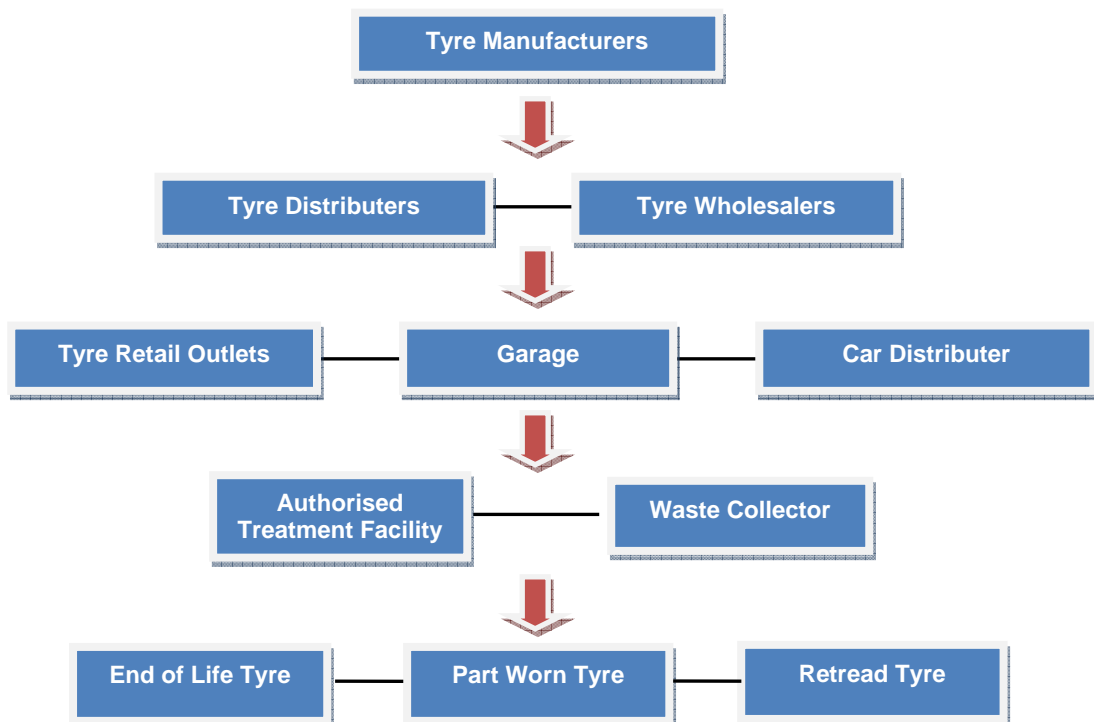 Tyre Manufacturers
Tyre Distributers
Tyre Wholesalers
Tyre Retail Outlets
Garage
Car Distributer
Authorised
Treatment Facility
Waste Collector
End of Life Tyre
Part Worn Tyre
Retread Tyre